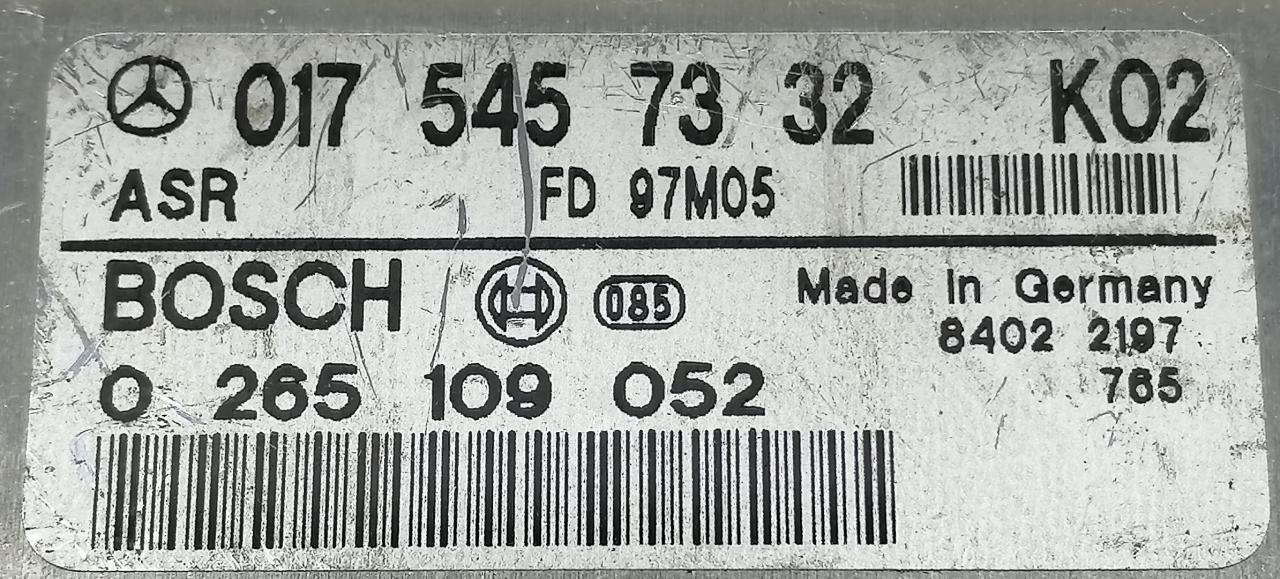 017 545 73 32 K02
ASR FD 97M05
BOSCH 085 Made in Germany
8402 2197
0 265 109 052 765